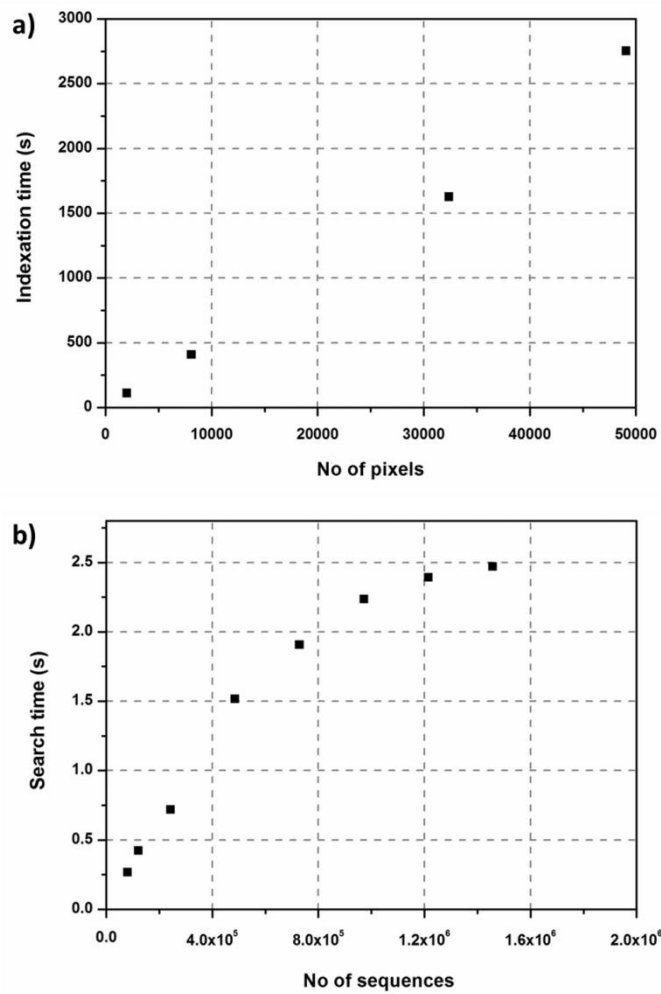 a)
3000
2500
2000
1500
1000
500
0
Indexation time (s)
0 10000 20000 30000 40000 50000
No of pixels
b)
2.5
2.0
1.5
1.0
0.5
0.0
Search time (s)
0.0 4.0x10⁵ 8.0x10⁵ 1.2x10⁶ 1.6x10⁶ 2.0x10⁶
No of sequences